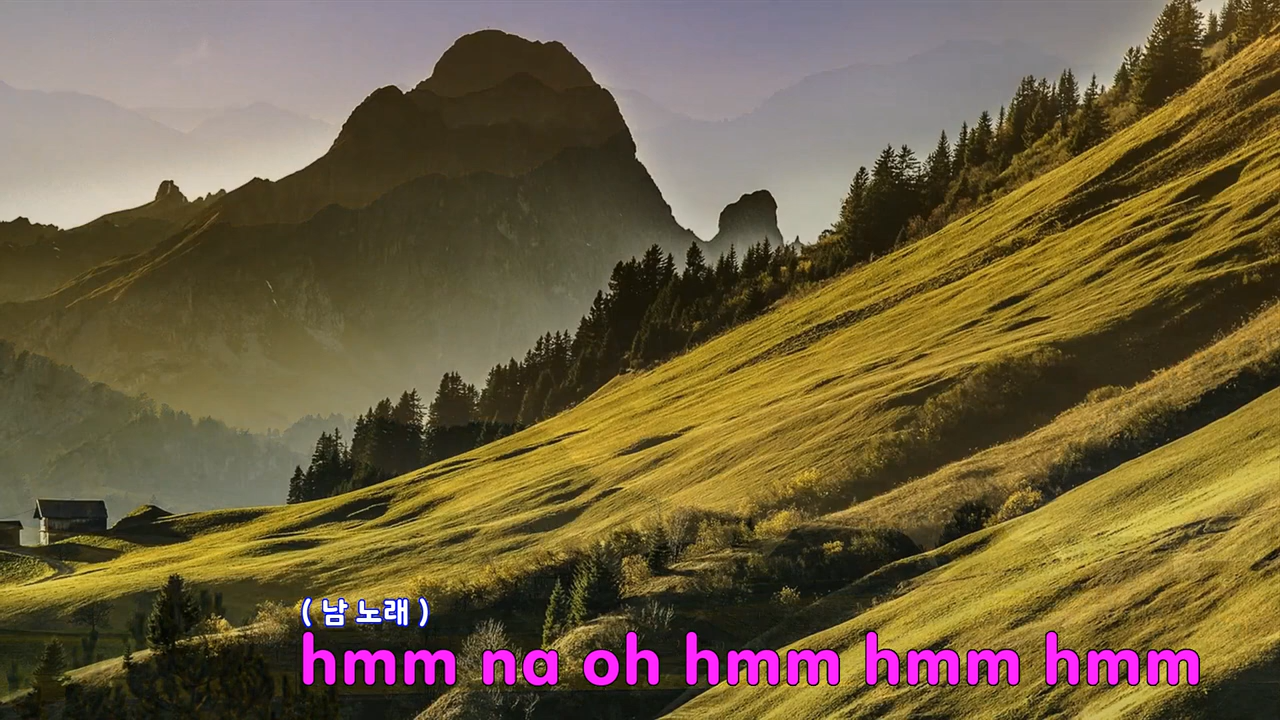 ( 남 노래 )
hmm na oh hmm hmm hmm